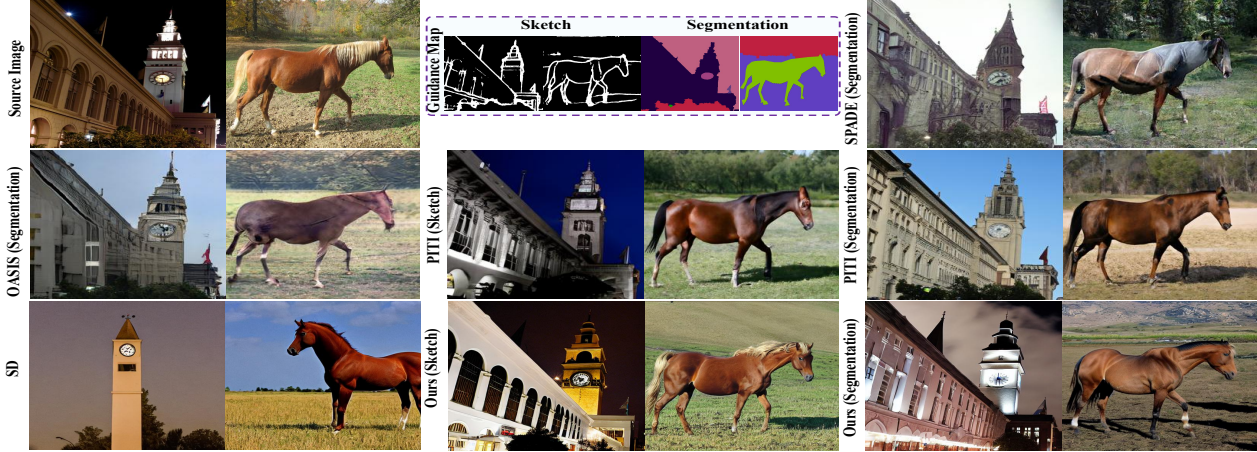 Source Image
Guidance Map
Sketch
Segmentation
SPADE (Segmentation)
OASIS (Segmentation)
PITI (Sketch)
PITI (Segmentation)
SD
Ours (Sketch)
Ours (Segmentation)